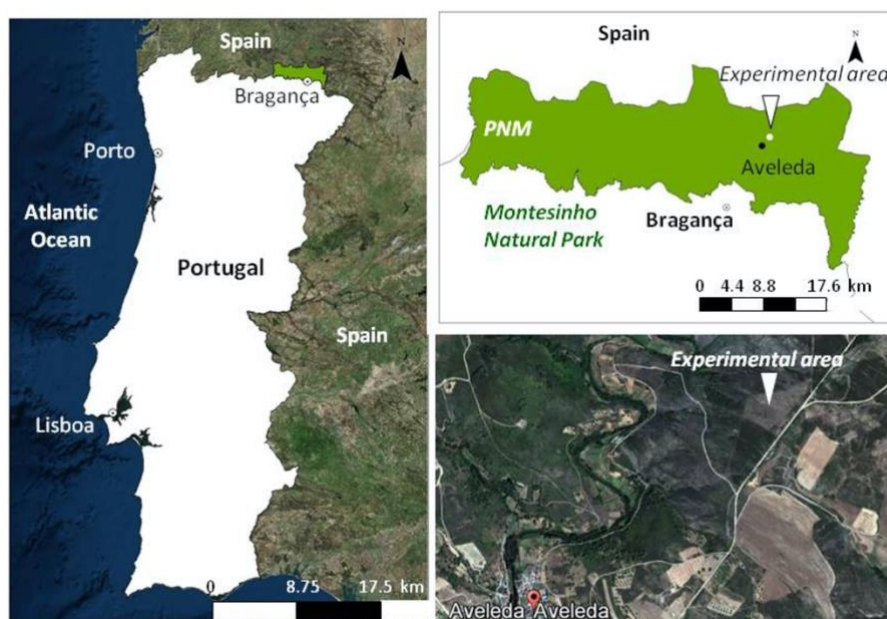 Spain
N
Bragança
Porto
Atlantic
Ocean
Portugal
Spain
Lisboa
0 8.75 17.5 km
Spain
N
Experimental area
PNM
Aveleda
Bragança
Montesinho
Natural Park
0 4.4 8.8 17.6 km
Experimental area
Aveleda Aveleda